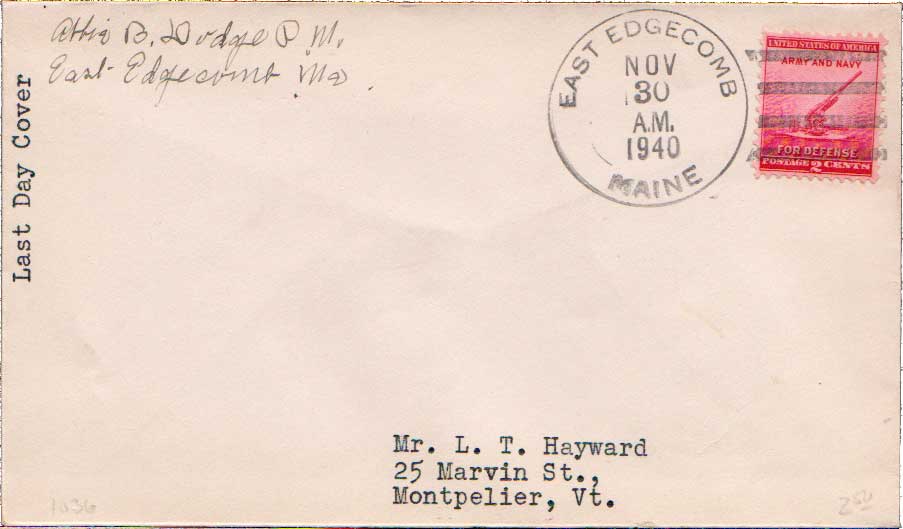 Attie B. Dodge P.M.
East Edgecomb Me
Last Day Cover
EAST EDGECOMB
NOV
30
A.M.
1940
MAINE
UNITED STATES OF AMERICA
ARMY AND NAVY
FOR DEFENSE
POSTAGE 2 CENTS
Mr. L. T. Hayward
25 Marvin St.,
Montpelier, Vt.
1036